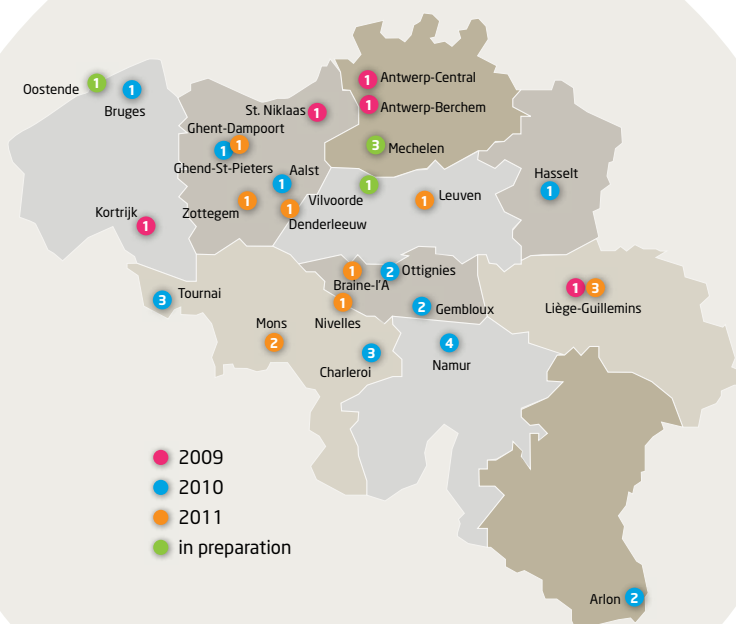 1 Antwerp-Central
Oostende 1
1
Bruges
1 Antwerp-Berchem
St. Niklaas 1
Ghent-Dampoort
1 1
Ghend-St-Pieters
3 Mechelen
Aalst
1
Vilvoorde 1
1 Leuven
Hasselt
1
Zottegem 1
1
Denderleeuw
Kortrijk
1
1
Braine-l'A
2 Ottignies
1
Nivelles
2 Gembloux
1 3
Liège-Guillemins
3 Tournai
Mons
2
3
Charleroi
4
Namur
2009
2010
2011
in preparation
Arlon 2